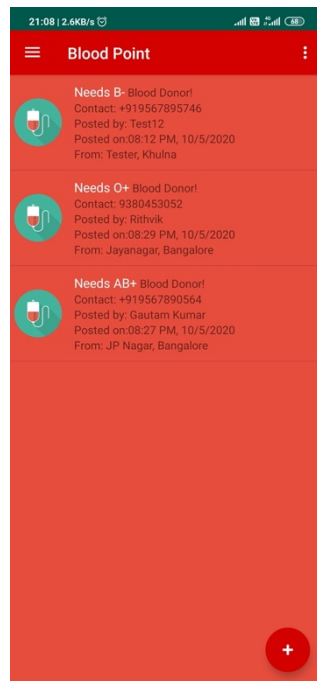 21:08 | 2.6KB/s
4G
68
Blood Point
Needs B- Blood Donor!
Contact: +919567895746
Posted by: Test12
Posted on:08:12 PM, 10/5/2020
From: Tester, Khulna
Needs O+ Blood Donor!
Contact: 9380453052
Posted by: Rithvik
Posted on:08:29 PM, 10/5/2020
From: Jayanagar, Bangalore
Needs AB+ Blood Donor!
Contact: +919567890564
Posted by: Gautam Kumar
Posted on:08:27 PM, 10/5/2020
From: JP Nagar, Bangalore
+